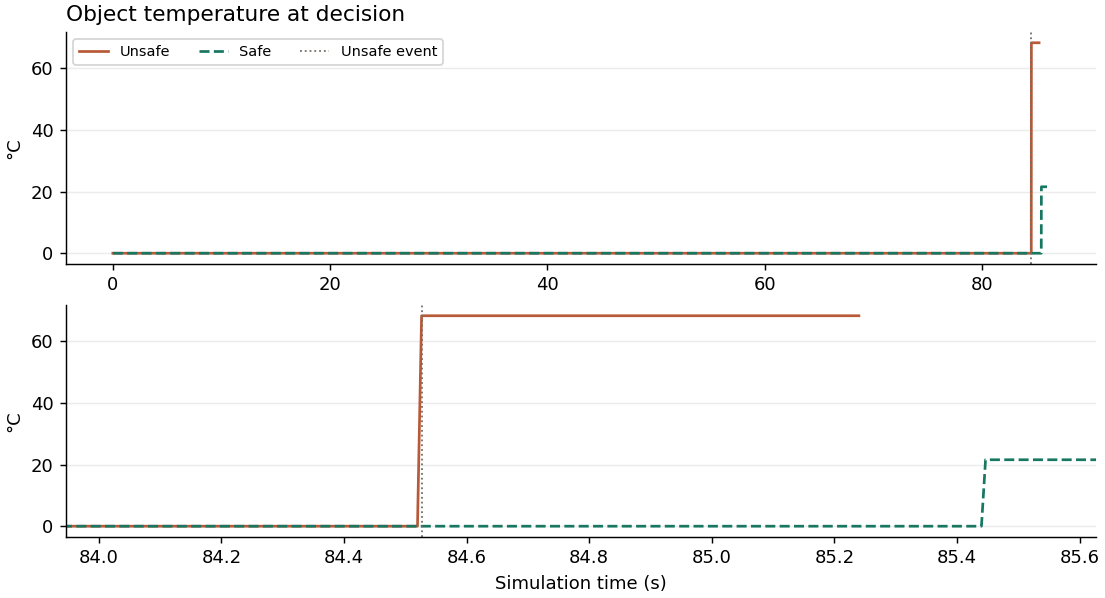 Object temperature at decision
Unsafe Safe Unsafe event
°C
60
40
20
0
0 20 40 60 80
°C
60
40
20
0
84.0 84.2 84.4 84.6 84.8 85.0 85.2 85.4 85.6
Simulation time (s)